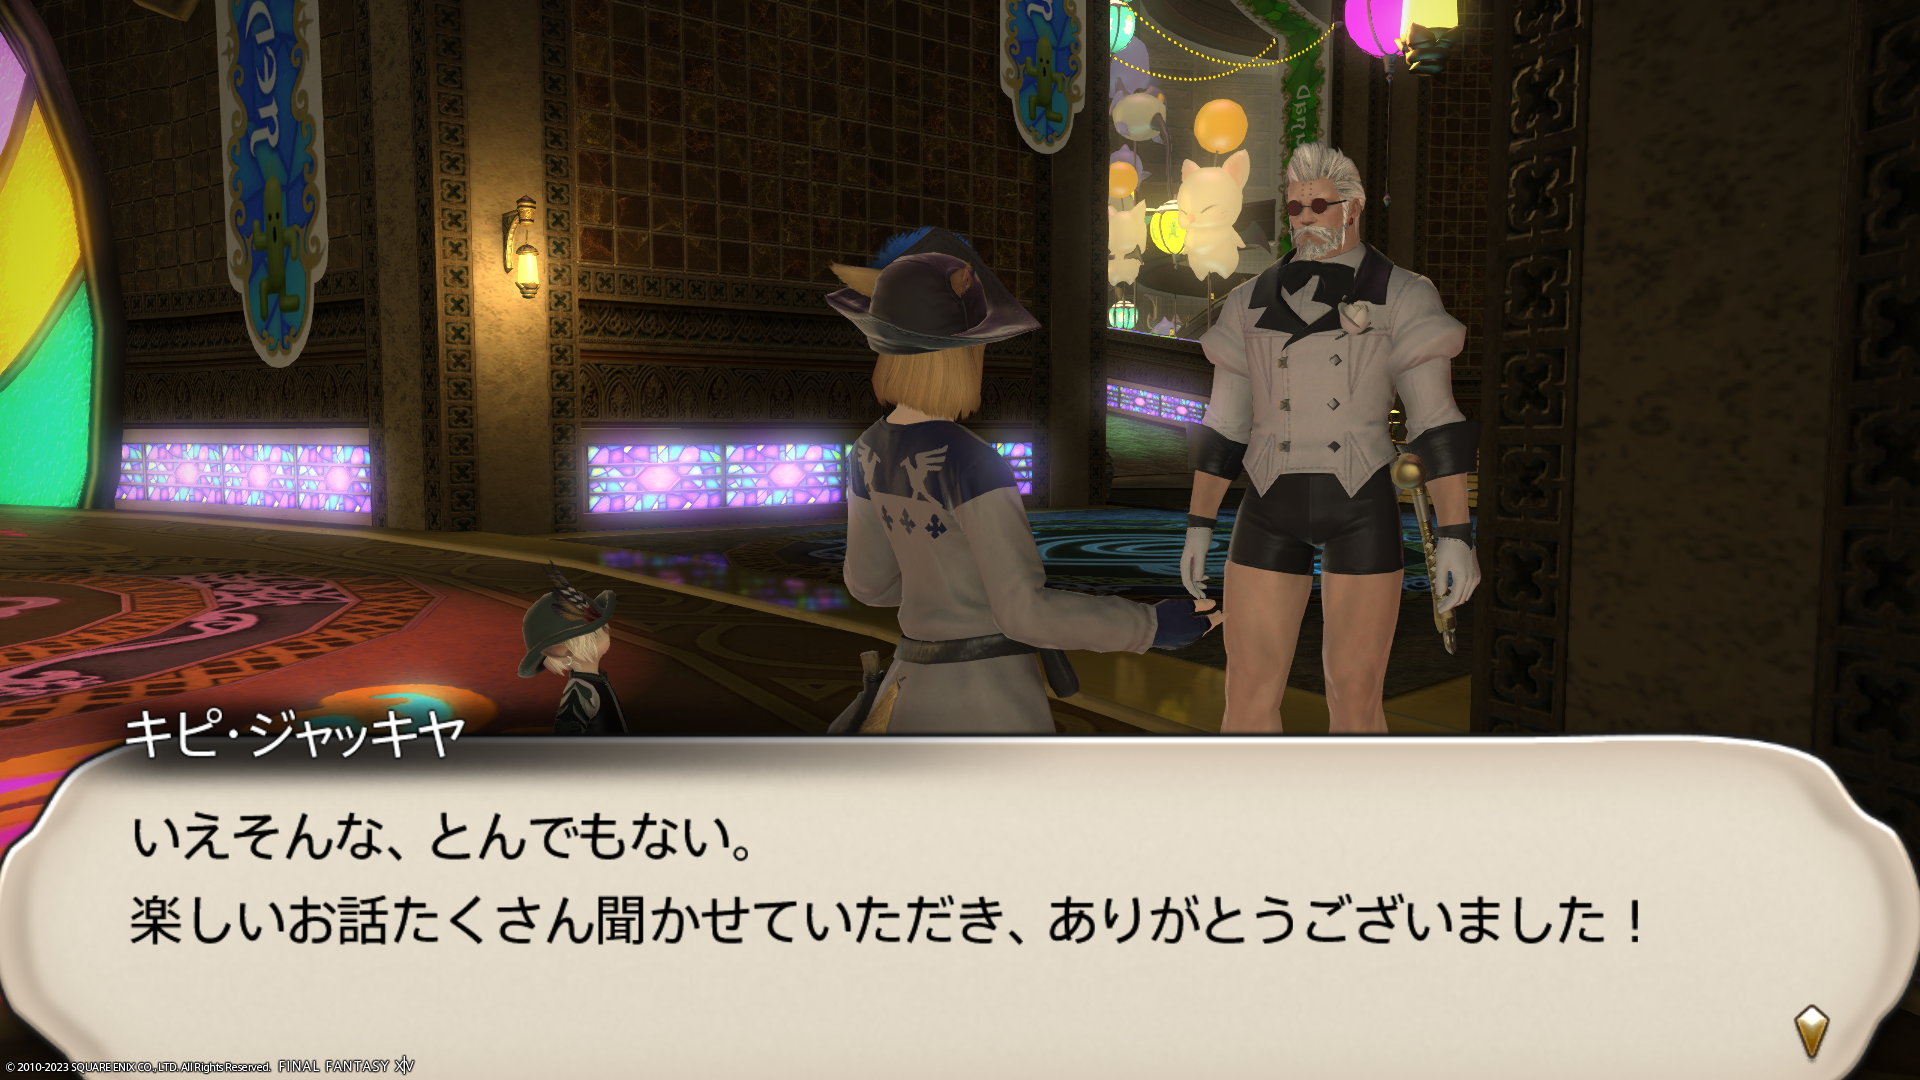 キピ・ジャッキヤ
いえそんな、とんでもない。
楽しいお話たくさん聞かせていただき、ありがとうございました！
© 2010-2023 SQUARE ENIX CO., LTD. All Rights Reserved. FINAL FANTASY XIV